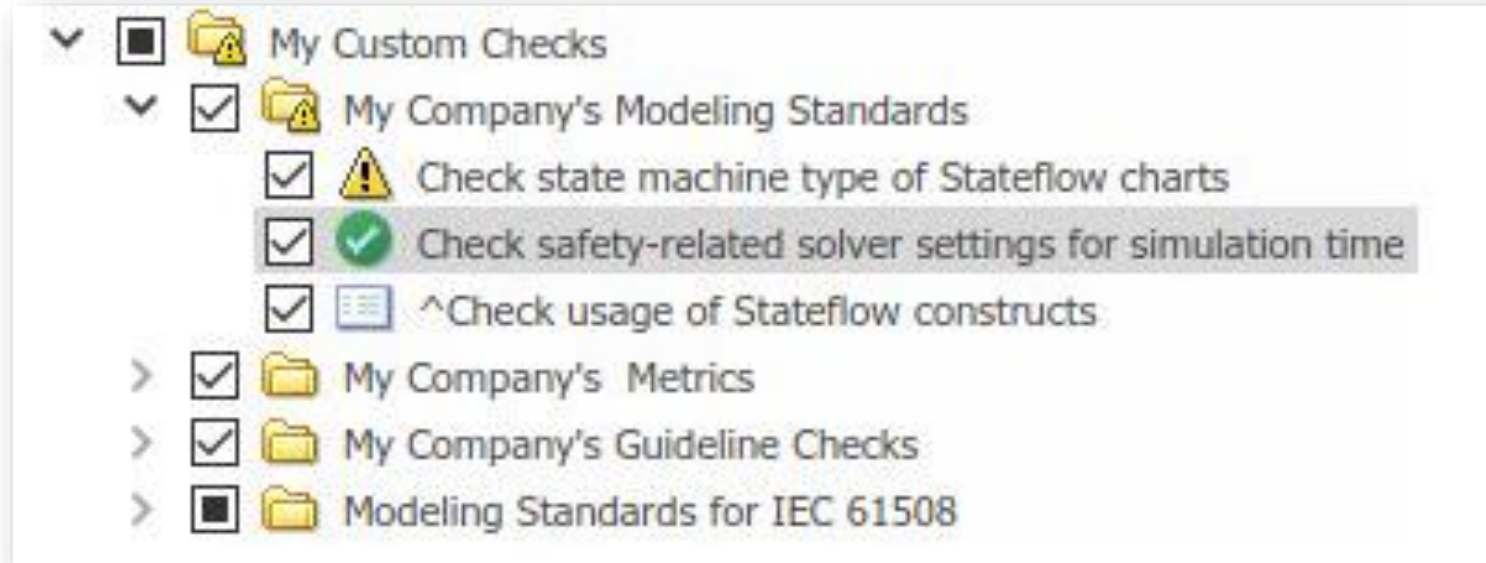 My Custom Checks
My Company's Modeling Standards
Check state machine type of Stateflow charts
Check safety-related solver settings for simulation time
^Check usage of Stateflow constructs
My Company's  Metrics
My Company's Guideline Checks
Modeling Standards for IEC 61508